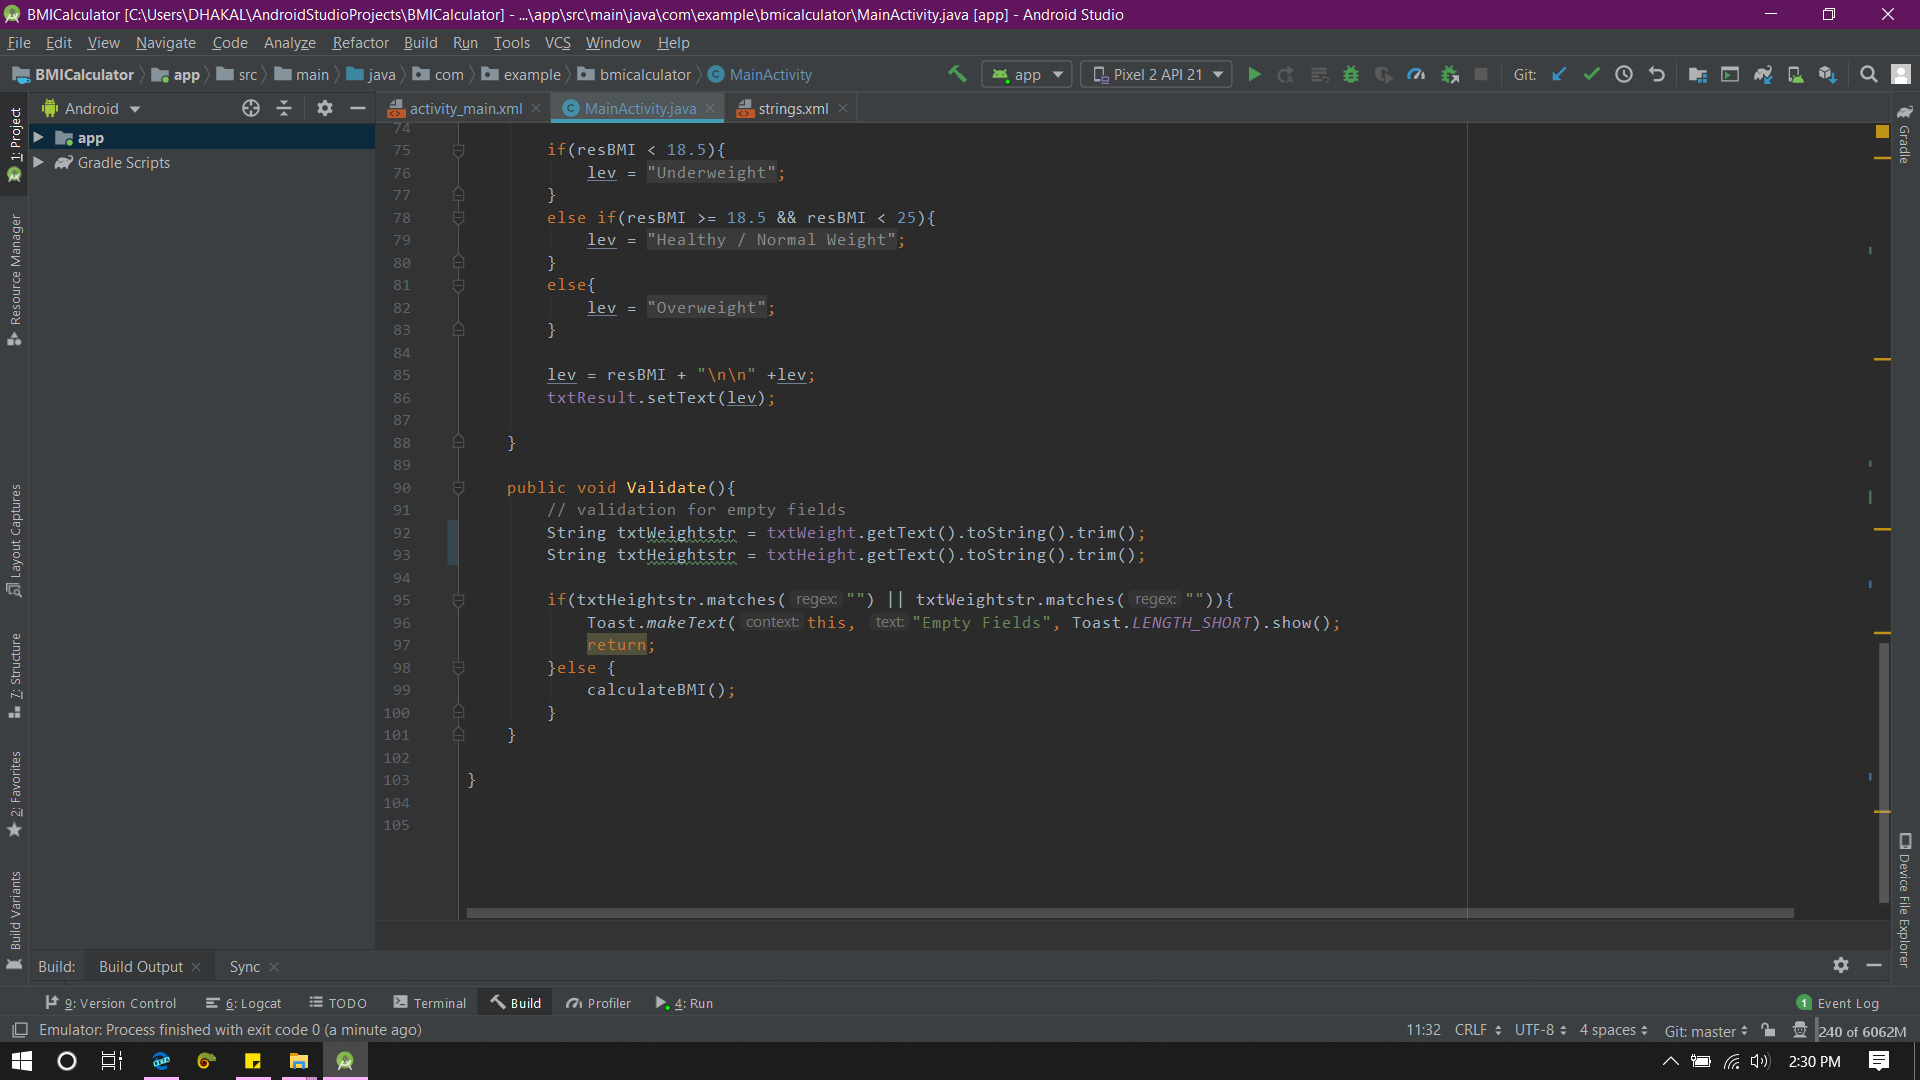 BMICalculator [C:\Users\DHAKAL\AndroidStudioProjects\BMICalculator] - ...\app\src\main\java\com\example\bmicalculator\MainActivity.java [app] - Android Studio
File Edit View Navigate Code Analyze Refactor Build Run Tools VCS Window Help
BMICalculator app src main java com example bmicalculator MainActivity app Pixel 2 API 21 Git:
Android activity_main.xml MainActivity.java strings.xml
app
Gradle Scripts
1: Project
Resource Manager
Layout Captures
7: Structure
2: Favorites
Build Variants
74
75 if(resBMI < 18.5){
76 lev = "Underweight";
77 }
78 else if(resBMI >= 18.5 && resBMI < 25){
79 lev = "Healthy / Normal Weight";
80 }
81 else{
82 lev = "Overweight";
83 }
84
85 lev = resBMI + "\n\n" +lev;
86 txtResult.setText(lev);
87
88 }
89
90 public void Validate(){
91 // validation for empty fields
92 String txtWeightstr = txtWeight.getText().toString().trim();
93 String txtHeightstr = txtHeight.getText().toString().trim();
94
95 if(txtHeightstr.matches( regex: "") || txtWeightstr.matches( regex: "")){
96 Toast.makeText( context: this, text: "Empty Fields", Toast.LENGTH_SHORT).show();
97 return;
98 }else {
99 calculateBMI();
100 }
101 }
102
103 }
104
105
Gradle
Device File Explorer
Build: Build Output Sync
9: Version Control 6: Logcat TODO Terminal Build Profiler 4: Run 1 Event Log
Emulator: Process finished with exit code 0 (a minute ago) 11:32 CRLF UTF-8 4 spaces Git: master 240 of 6062M
BETA
2:30 PM